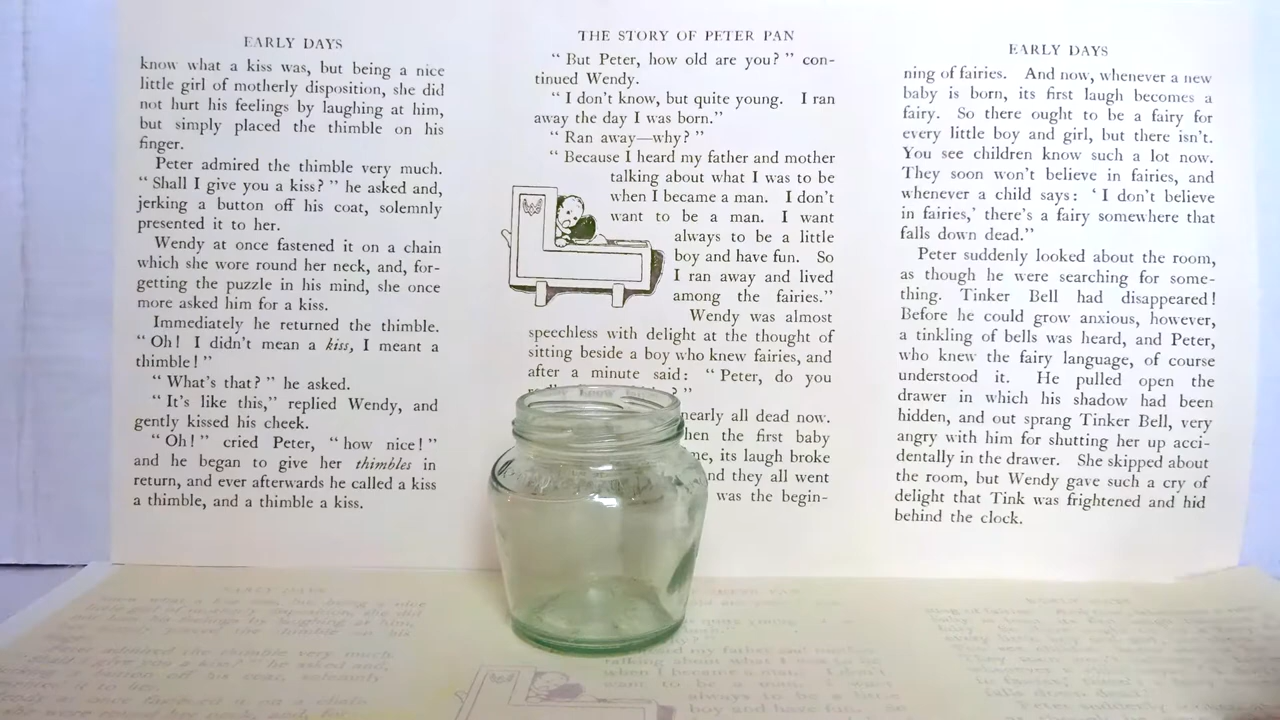 EARLY DAYS
know what a kiss was, but being a nice
little girl of motherly disposition, she did
not hurt his feelings by laughing at him,
but simply placed the thimble on his
finger.
Peter admired the thimble very much.
“ Shall I give you a kiss? ” he asked and,
jerking a button off his coat, solemnly
presented it to her.
Wendy at once fastened it on a chain
which she wore round her neck, and, for-
getting the puzzle in his mind, she once
more asked him for a kiss.
Immediately he returned the thimble.
“ Oh! I didn't mean a kiss, I meant a
thimble! ”
“ What's that? ” he asked.
“ It's like this,” replied Wendy, and
gently kissed his cheek.
“ Oh! ” cried Peter, “ how nice! ”
and he began to give her thimbles in
return, and ever afterwards he called a kiss
a thimble, and a thimble a kiss.
THE STORY OF PETER PAN
“ But Peter, how old are you? ” con-
tinued Wendy.
“ I don't know, but quite young. I ran
away the day I was born.”
“ Ran away—why? ”
“ Because I heard my father and mother
talking about what I was to be
when I became a man. I don't
want to be a man. I want
always to be a little
boy and have fun. So
I ran away and lived
among the fairies.”
Wendy was almost
speechless with delight at the thought of
sitting beside a boy who knew fairies, and
after a minute said: “ Peter, do you
know
nearly all dead now.
the first baby
its laugh broke
they all went
was the begin-
EARLY DAYS
ning of fairies. And now, whenever a new
baby is born, its first laugh becomes a
fairy. So there ought to be a fairy for
every little boy and girl, but there isn't.
You see children know such a lot now.
They soon won't believe in fairies, and
whenever a child says: ‘ I don't believe
in fairies,’ there's a fairy somewhere that
falls down dead.”
Peter suddenly looked about the room,
as though he were searching for some-
thing. Tinker Bell had disappeared!
Before he could grow anxious, however,
a tinkling of bells was heard, and Peter,
who knew the fairy language, of course
understood it. He pulled open the
drawer in which his shadow had been
hidden, and out sprang Tinker Bell, very
angry with him for shutting her up acci-
dentally in the drawer. She skipped about
the room, but Wendy gave such a cry of
delight that Tink was frightened and hid
behind the clock.